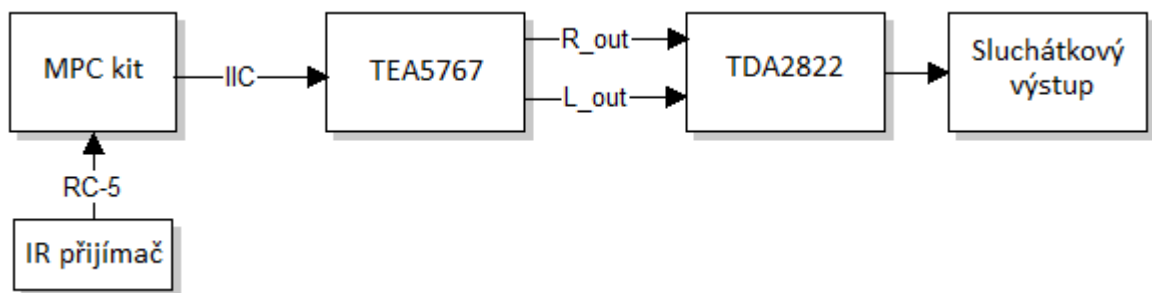 MPC kit
IIC
TEA5767
R_out
L_out
TDA2822
Sluchátkový
výstup
RC-5
IR přijímač